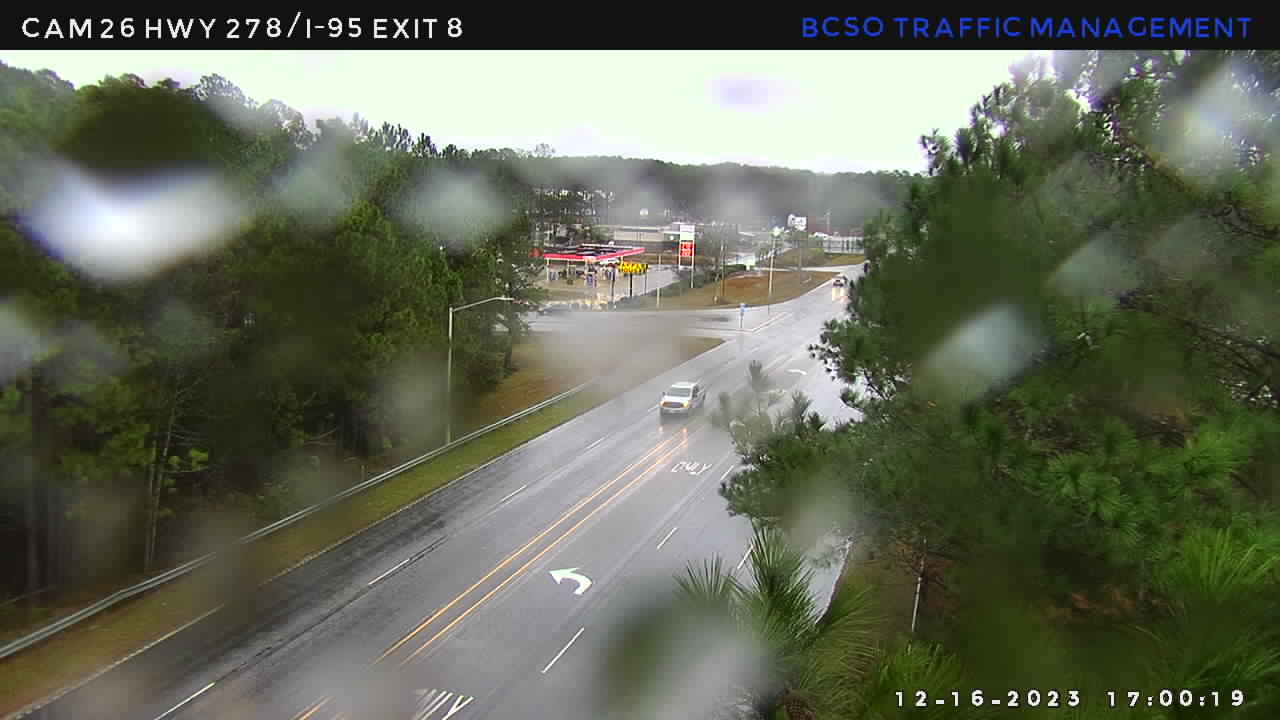 CAM 26 HWY 278/I-95 EXIT 8
BCSO TRAFFIC MANAGEMENT
ONLY
12-16-2023 17:00:19